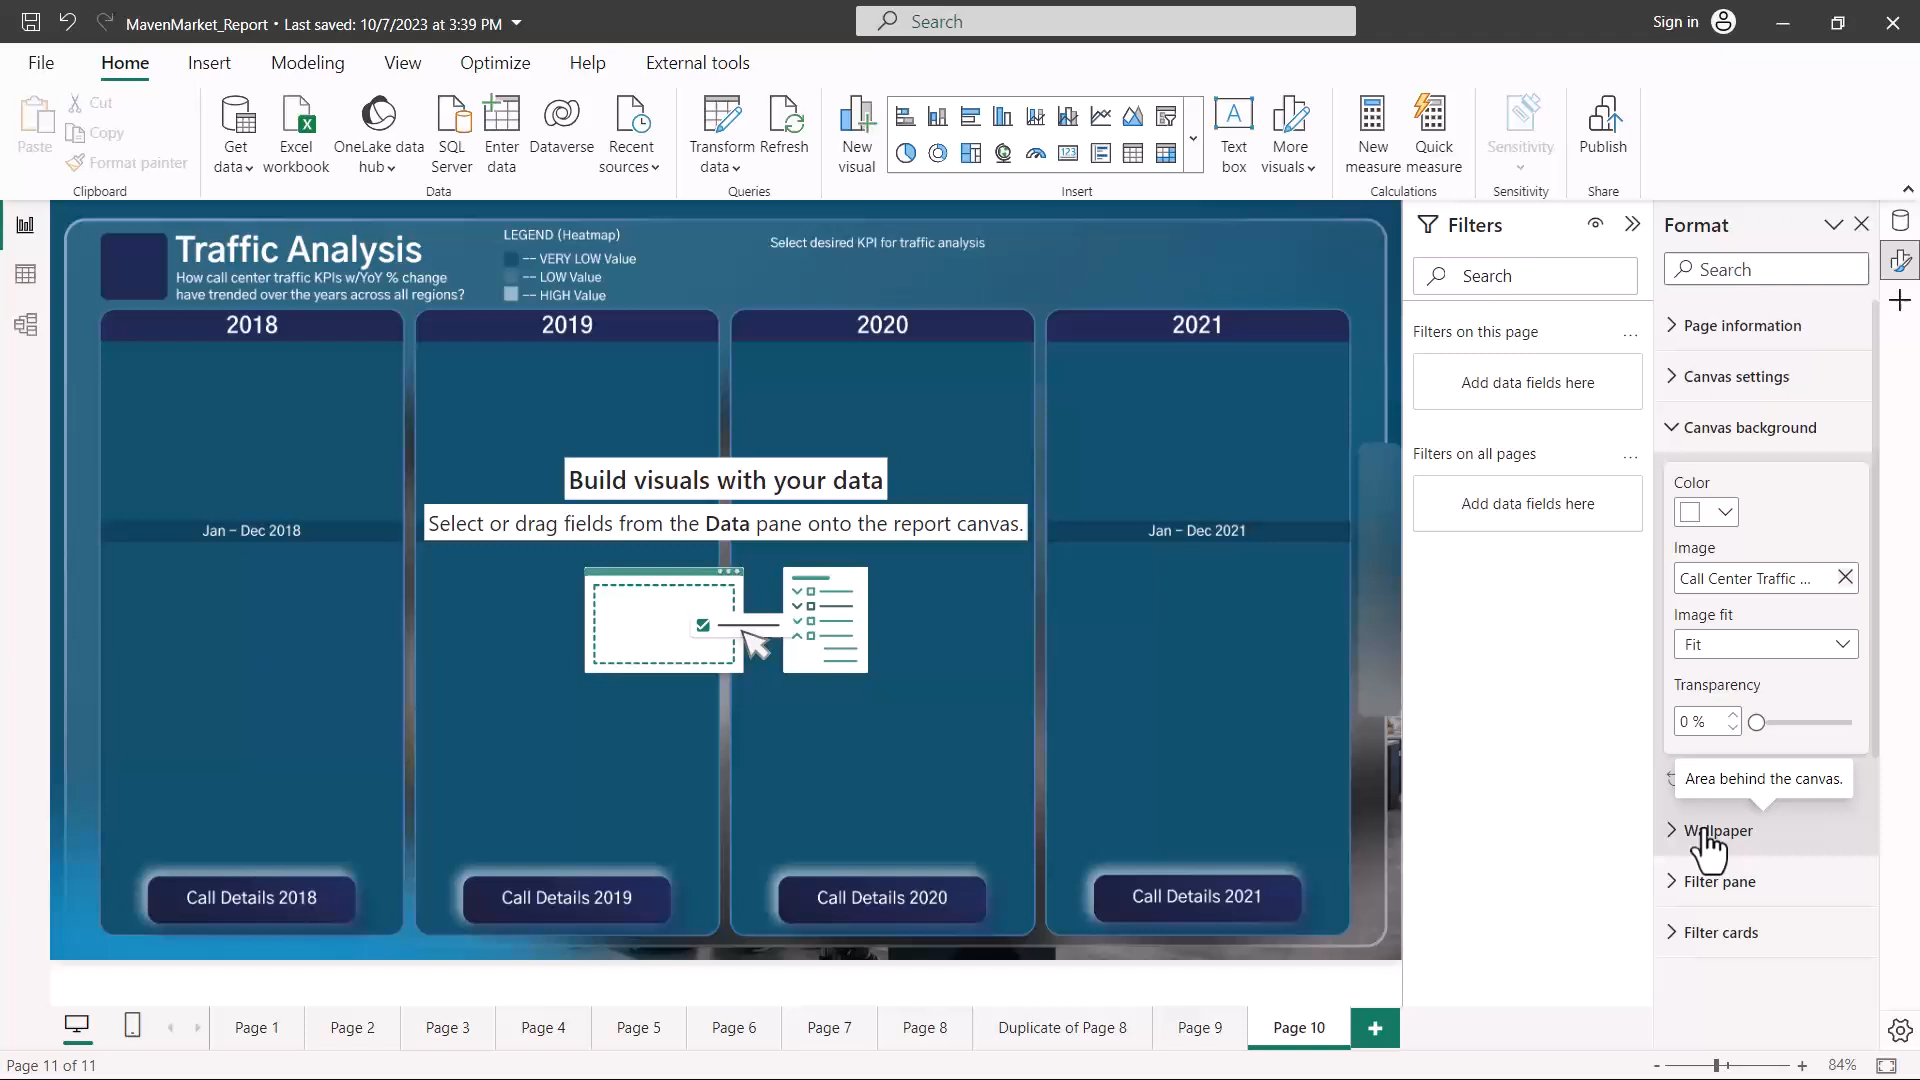 MavenMarket_Report • Last saved: 10/7/2023 at 3:39 PM
Search
Sign in
File
Home
Insert
Modeling
View
Optimize
Help
External tools
Paste
Cut
Copy
Format painter
Clipboard
Get
data
Excel
workbook
OneLake data
hub
SQL
Server
Enter
data
Dataverse
Recent
sources
Data
Transform
data
Refresh
Queries
New
visual
Text
box
More
visuals
Insert
New
measure
Quick
measure
Calculations
Sensitivity
Sensitivity
Publish
Share
Traffic Analysis
How call center traffic KPIs w/YoY % change
have trended over the years across all regions?
LEGEND (Heatmap)
-- VERY LOW Value
-- LOW Value
-- HIGH Value
Select desired KPI for traffic analysis
2018
2019
2020
2021
Build visuals with your data
Select or drag fields from the Data pane onto the report canvas.
Jan - Dec 2018
Jan - Dec 2021
Call Details 2018
Call Details 2019
Call Details 2020
Call Details 2021
Filters
Search
Filters on this page
...
Add data fields here
Filters on all pages
...
Add data fields here
Format
Search
Page information
Canvas settings
Canvas background
Color
Image
Call Center Traffic ...
Image fit
Fit
Transparency
0 %
Area behind the canvas.
Wallpaper
Filter pane
Filter cards
Page 1
Page 2
Page 3
Page 4
Page 5
Page 6
Page 7
Page 8
Duplicate of Page 8
Page 9
Page 10
Page 11 of 11
84%